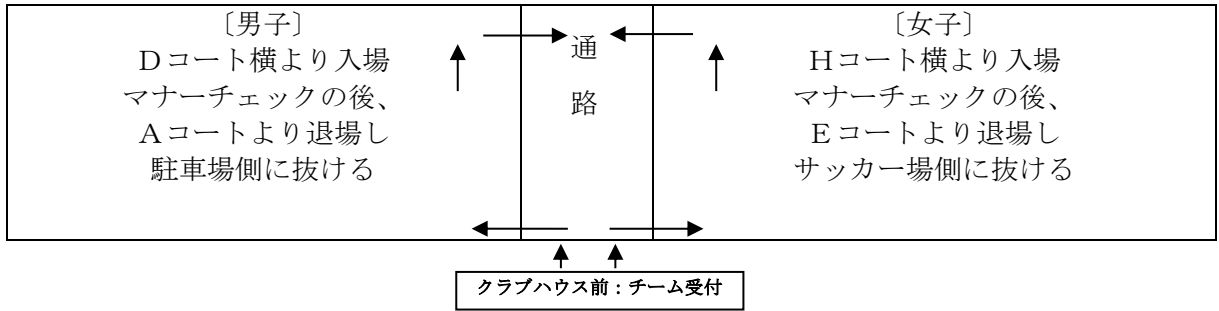 〔男子〕
Dコート横より入場
マナーチェックの後、
Aコートより退場し
駐車場側に抜ける
通
路
〔女子〕
Hコート横より入場
マナーチェックの後、
Eコートより退場し
サッカー場側に抜ける
クラブハウス前：チーム受付